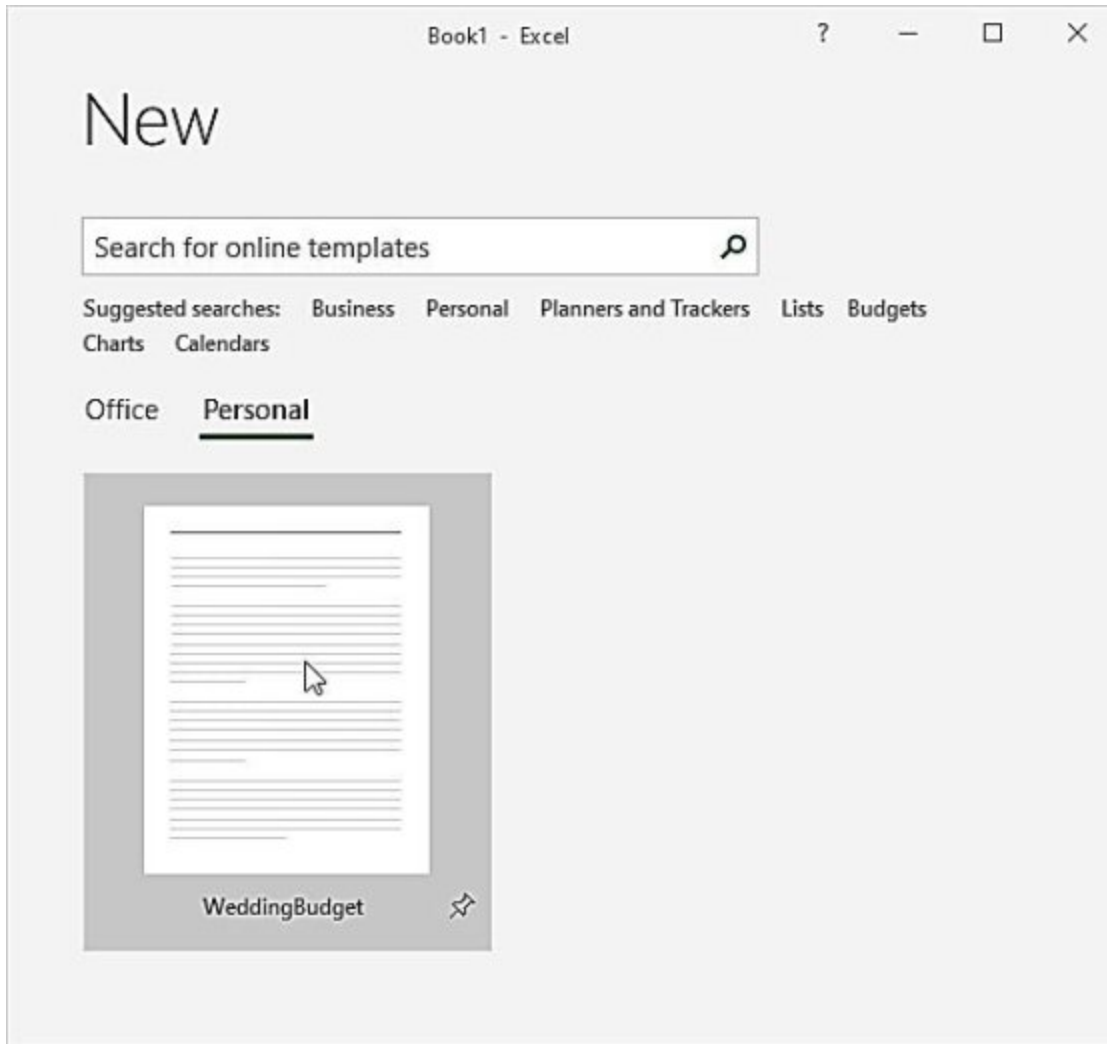 Book1 - Excel ?
New
Search for online templates
Suggested searches: Business Personal Planners and Trackers Lists Budgets
Charts Calendars
Office Personal
WeddingBudget